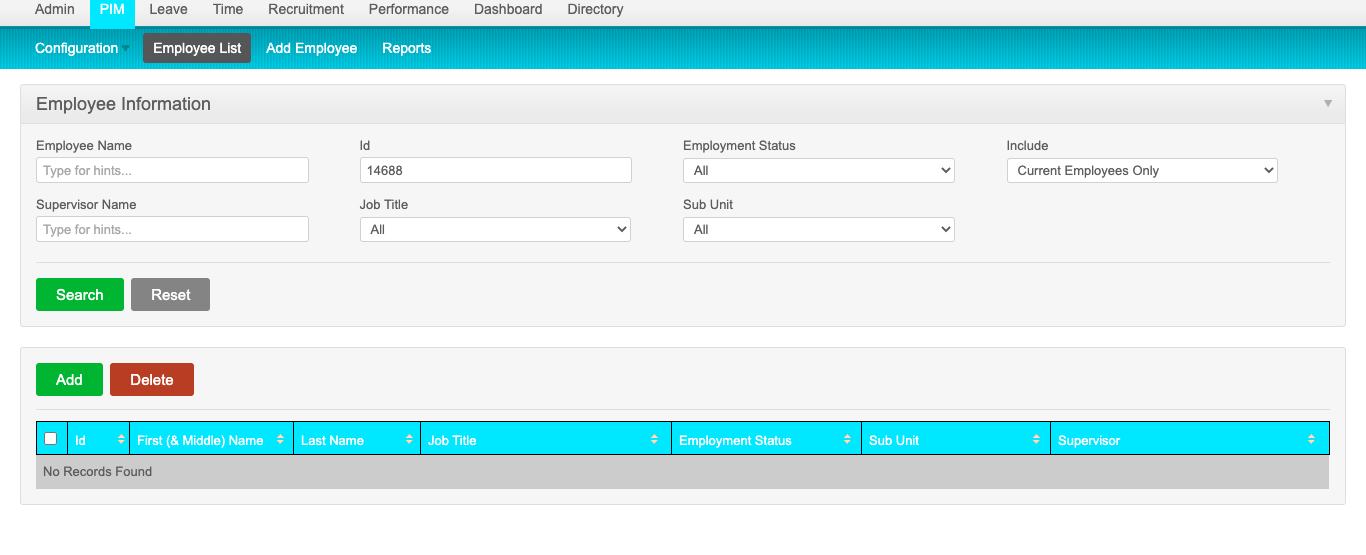 Admin PIM Leave Time Recruitment Performance Dashboard Directory
Configuration Employee List Add Employee Reports
Employee Information
Employee Name Id Employment Status Include
Type for hints... 14688 All Current Employees Only
Supervisor Name Job Title Sub Unit
Type for hints... All All
Search Reset
Add Delete
Id First (& Middle) Name Last Name Job Title Employment Status Sub Unit Supervisor
No Records Found